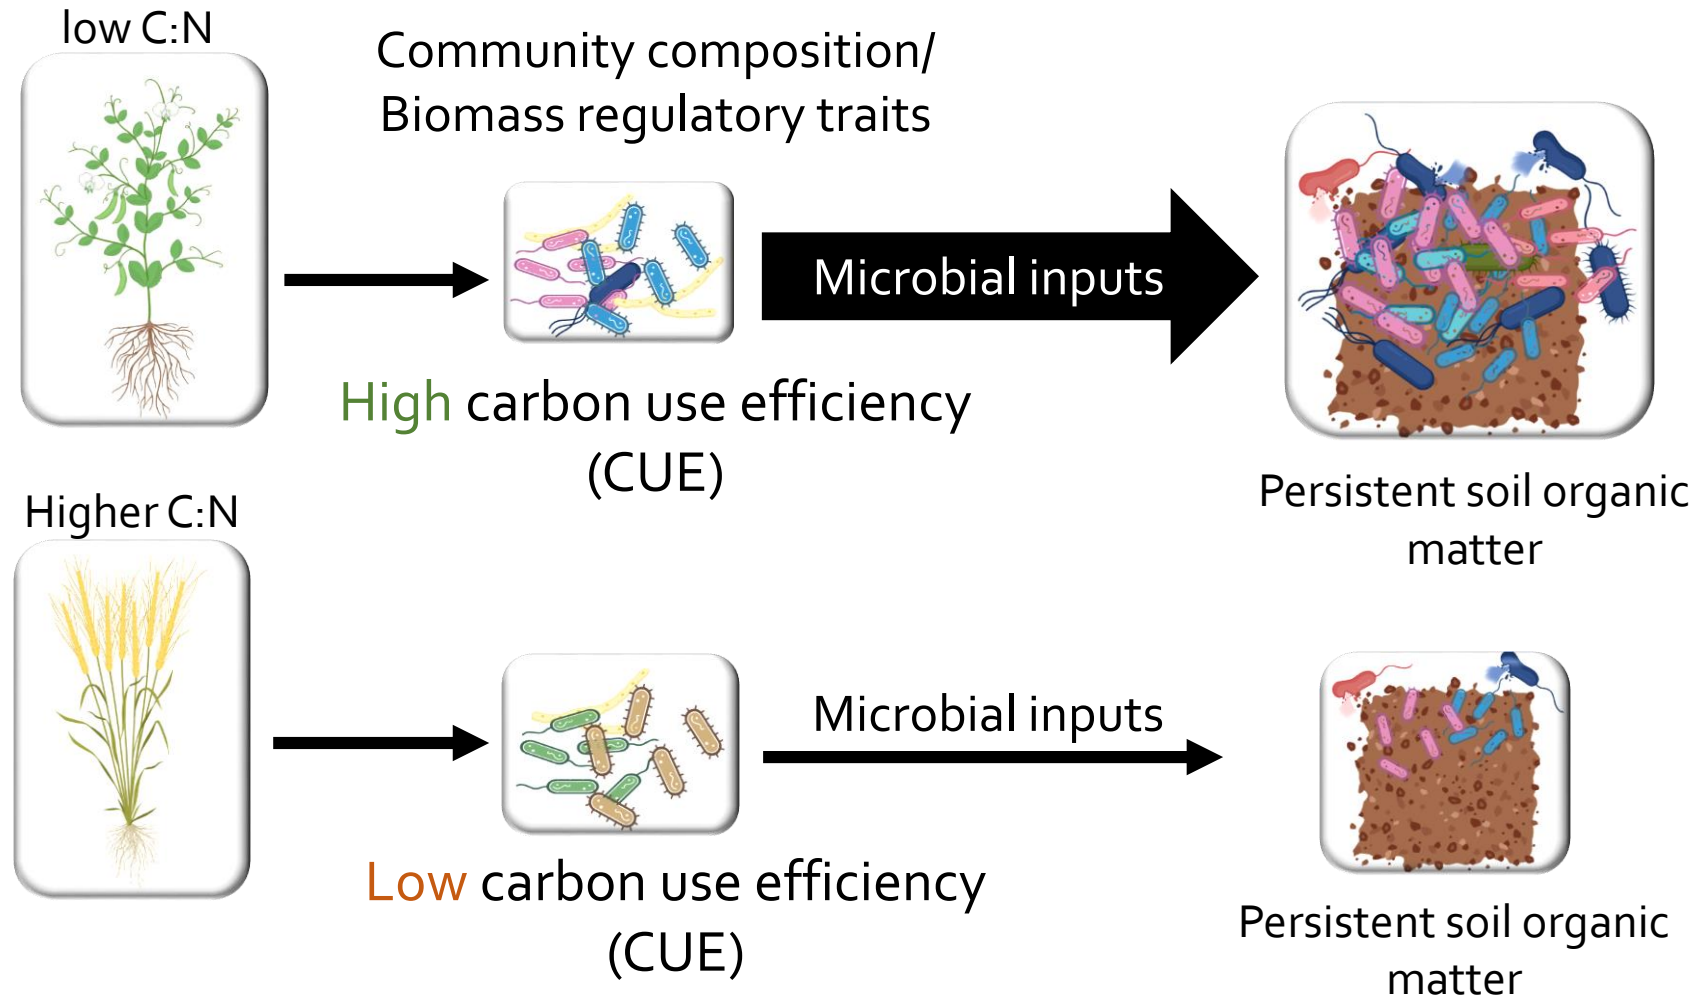 low C:N
Community composition/
Biomass regulatory traits
Microbial inputs
High carbon use efficiency
(CUE)
Persistent soil organic
matter
Higher C:N
Microbial inputs
Low carbon use efficiency
(CUE)
Persistent soil organic
matter